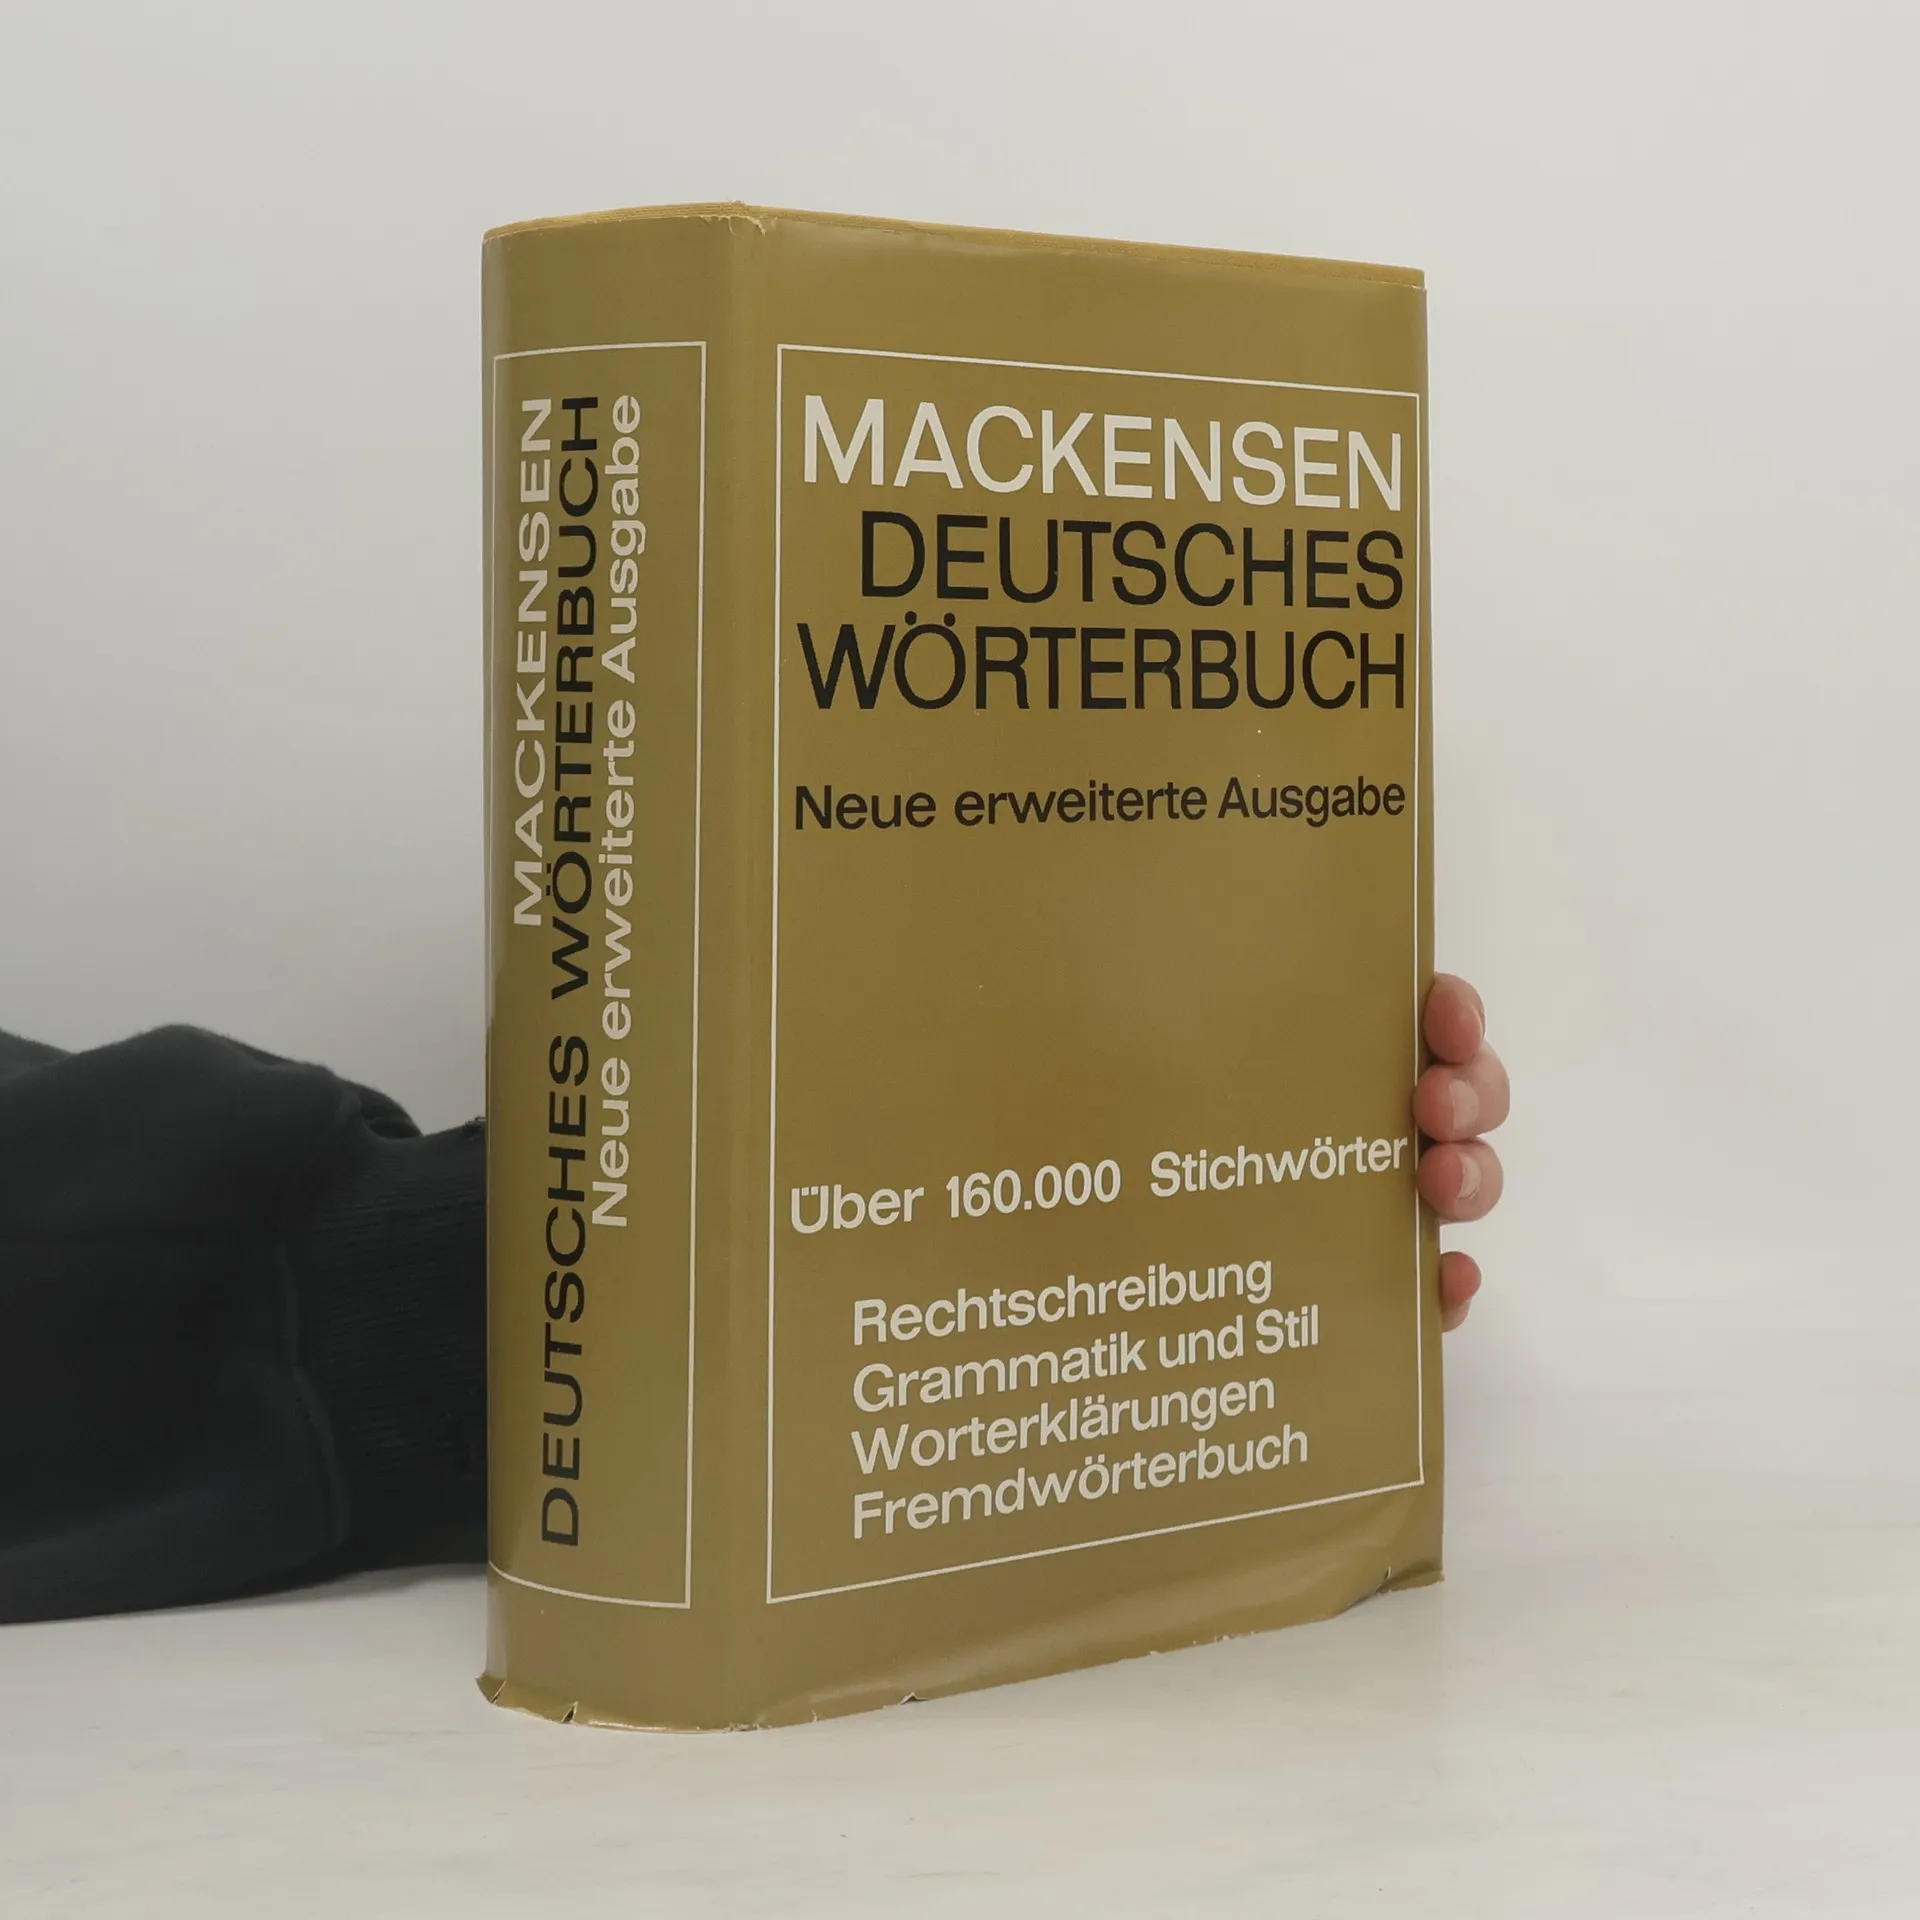 MACKENSEN
DEUTSCHES WÖRTERBUCH
Neue erweiterte Ausgabe
MACKENSEN
DEUTSCHES
WÖRTERBUCH
Neue erweiterte Ausgabe
Über 160.000 Stichwörter
Rechtschreibung
Grammatik und Stil
Worterklärungen
Fremdwörterbuch